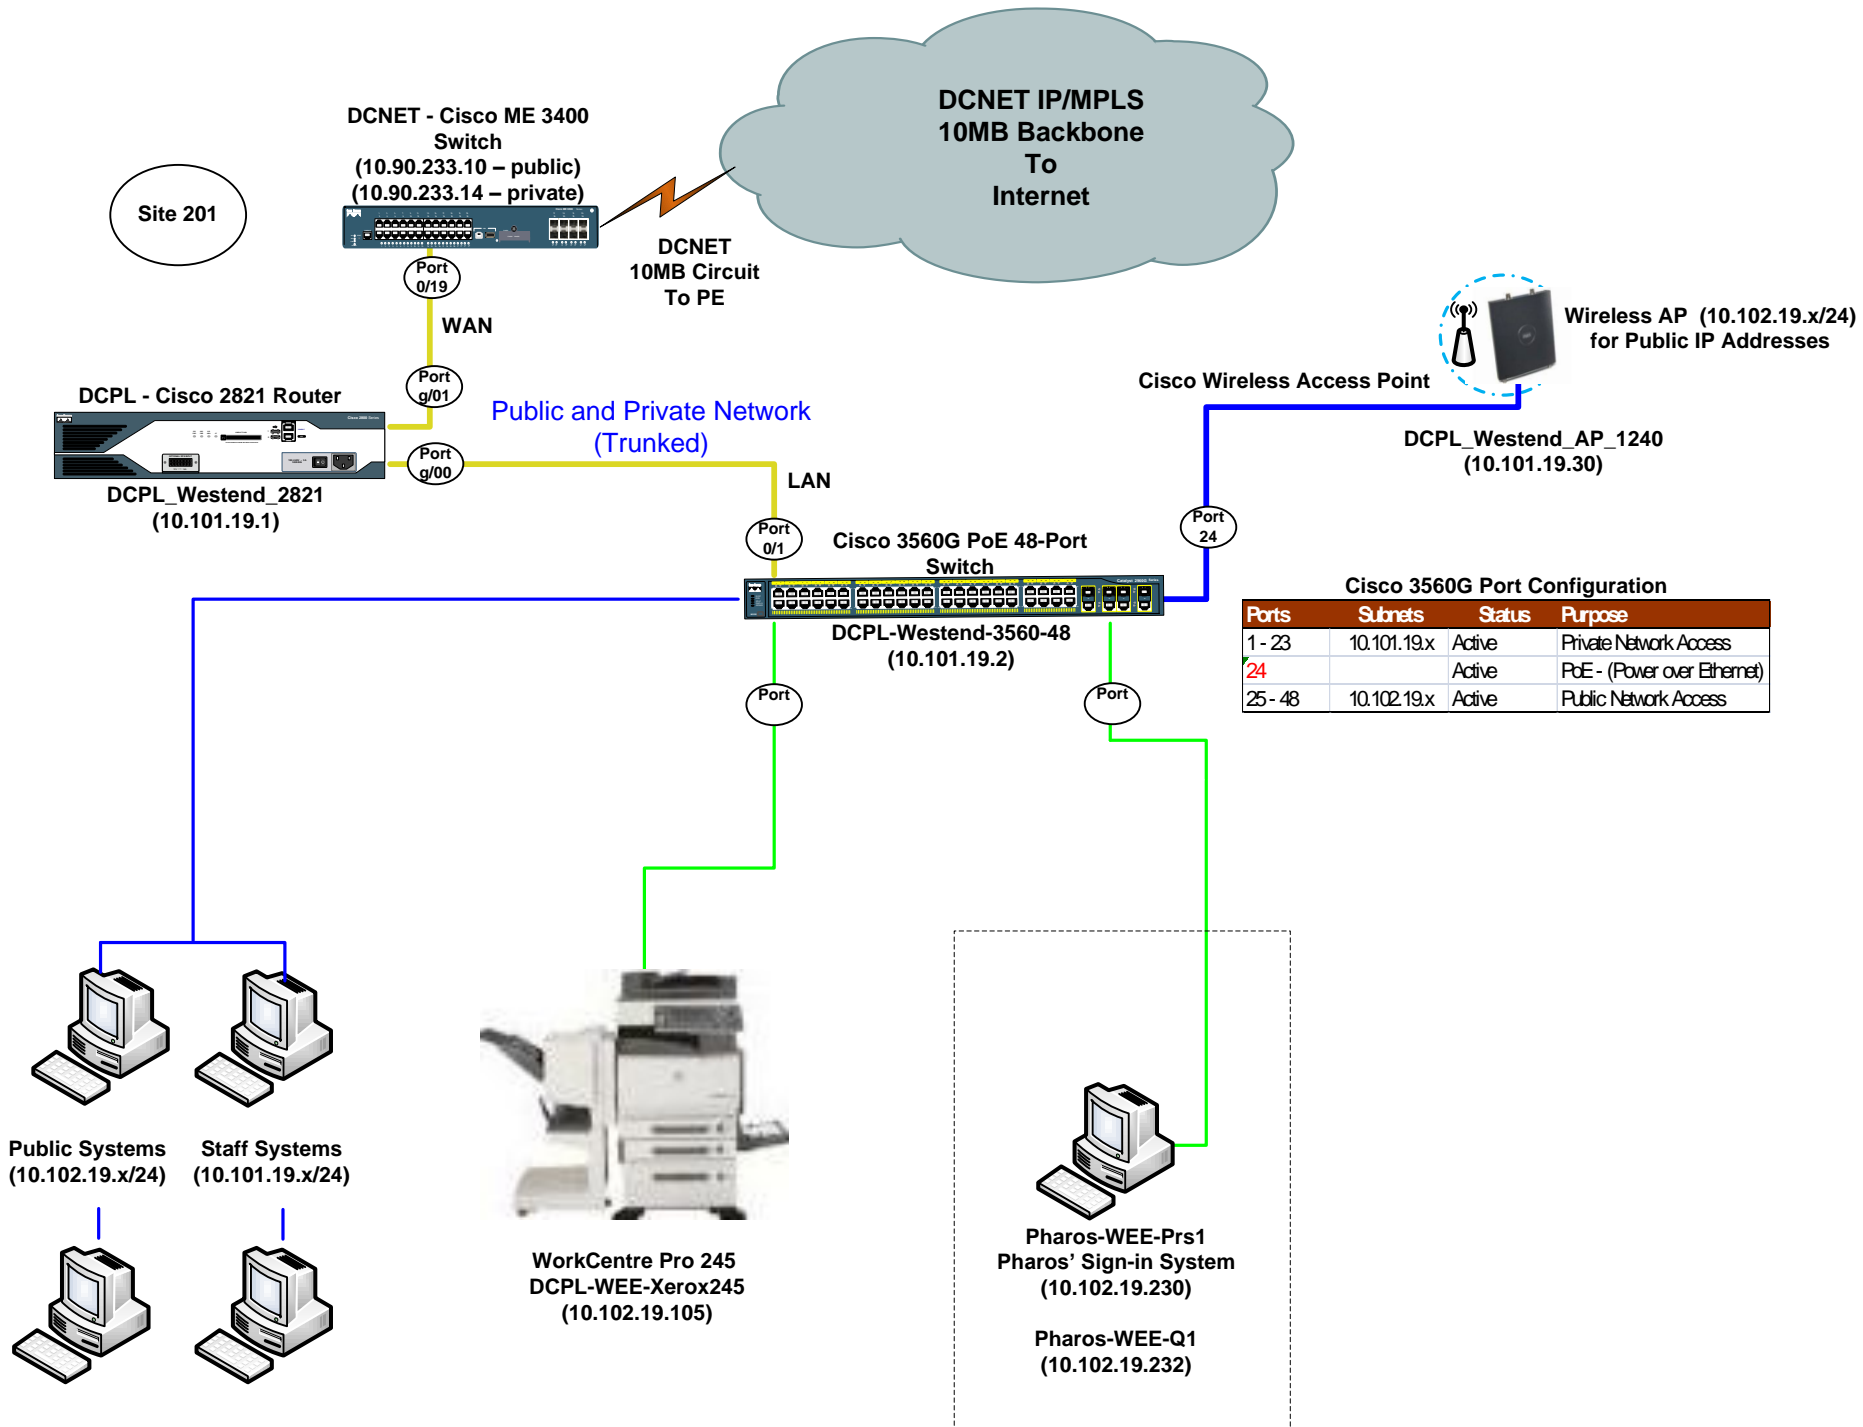 DCNET IP/MPLS
10MB Backbone
To
Internet
DCNET - Cisco ME 3400
Switch
(10.90.233.10 – public)
(10.90.233.14 – private)
Site 201
DCNET
10MB Circuit
To PE
Port
0/19
WAN
Port
g/01
DCPL - Cisco 2821 Router
Public and Private Network
(Trunked)
Port
g/00
LAN
DCPL_Westend_2821
(10.101.19.1)
Wireless AP (10.102.19.x/24)
for Public IP Addresses
Cisco Wireless Access Point
DCPL_Westend_AP_1240
(10.101.19.30)
Port
24
Port
0/1
Cisco 3560G PoE 48-Port
Switch
DCPL-Westend-3560-48
(10.101.19.2)
Cisco 3560G Port Configuration
Ports Subnets Status Purpose
1 - 23 10.101.19.x Active Private Network Access
24 Active PoE - (Power over Ethernet)
25 - 48 10.102.19.x Active Public Network Access
Port
Port
Public Systems
(10.102.19.x/24)
Staff Systems
(10.101.19.x/24)
WorkCentre Pro 245
DCPL-WEE-Xerox245
(10.102.19.105)
Pharos-WEE-Prs1
Pharos’ Sign-in System
(10.102.19.230)
Pharos-WEE-Q1
(10.102.19.232)